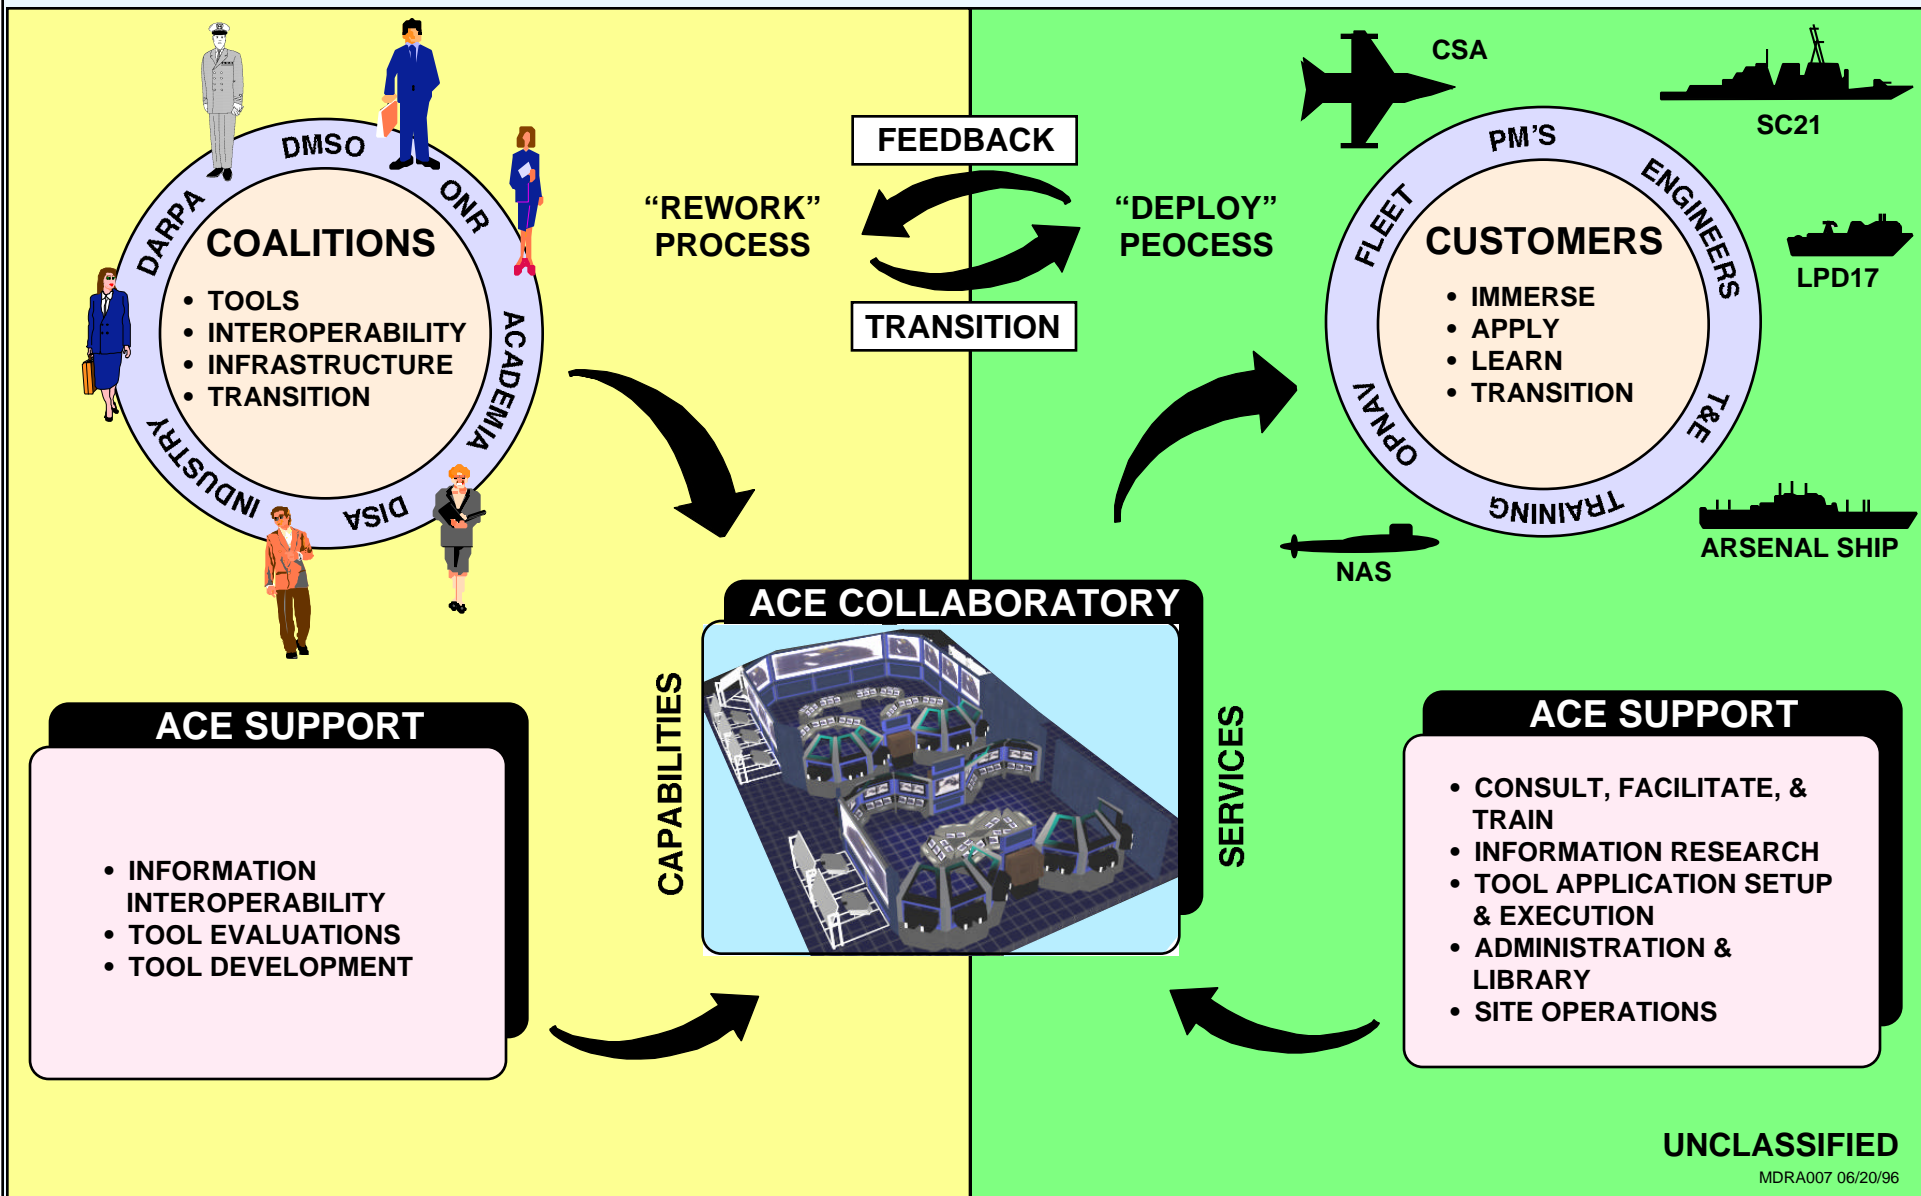 DMSO
DARPA
ONR
ACADEMIA
DISA
INDUSTRY
COALITIONS
• TOOLS
• INTEROPERABILITY
• INFRASTRUCTURE
• TRANSITION
“REWORK”
PROCESS
FEEDBACK
TRANSITION
“DEPLOY”
PEOCESS
CSA
SC21
LPD17
ARSENAL SHIP
NAS
PM'S
ENGINEERS
T&E
TRAINING
OPNAV
FLEET
CUSTOMERS
• IMMERSE
• APPLY
• LEARN
• TRANSITION
ACE COLLABORATORY
CAPABILITIES
SERVICES
ACE SUPPORT
• INFORMATION
INTEROPERABILITY
• TOOL EVALUATIONS
• TOOL DEVELOPMENT
ACE SUPPORT
• CONSULT, FACILITATE, &
TRAIN
• INFORMATION RESEARCH
• TOOL APPLICATION SETUP
& EXECUTION
• ADMINISTRATION &
LIBRARY
• SITE OPERATIONS
UNCLASSIFIED
MDRA007 06/20/96